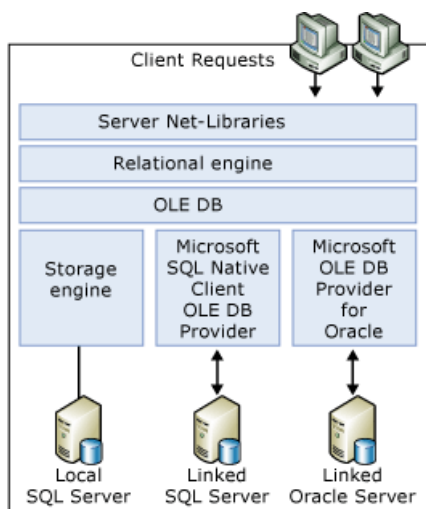 Client Requests
Server Net-Libraries
Relational engine
OLE DB
Storage
engine
Microsoft
SQL Native
Client
OLE DB
Provider
Microsoft
OLE DB
Provider
for
Oracle
Local
SQL Server
Linked
SQL Server
Linked
Oracle Server